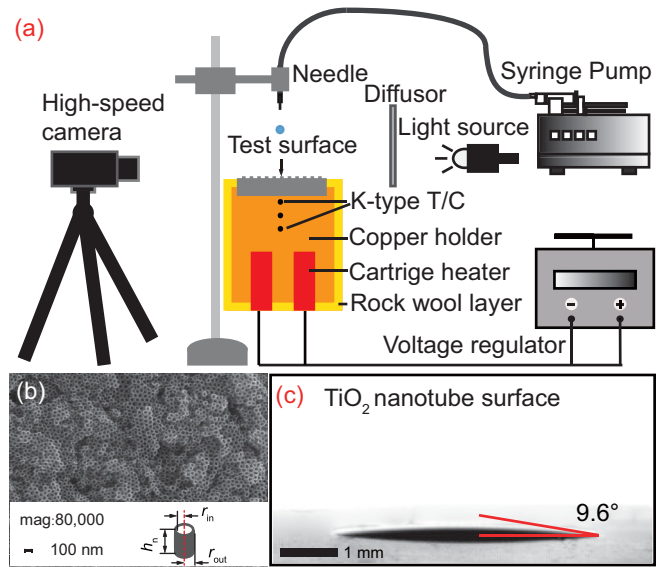 (a)
Needle
Syringe Pump
High-speed
camera
Diffusor
Light source
Test surface
K-type T/C
Copper holder
Cartrige heater
Rock wool layer
Voltage regulator
(b)
mag:80,000
100 nm
r_in
h_n
r_out
(c)
TiO₂ nanotube surface
9.6°
1 mm